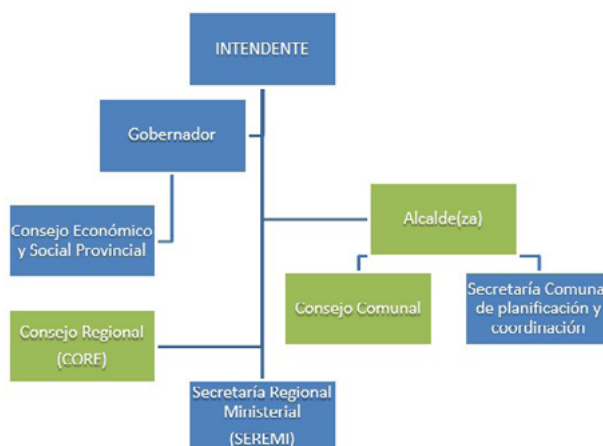 INTENDENTE
Gobernador
Consejo Económico
y Social Provincial
Alcalde(za)
Consejo Comunal
Secretaría Comunal
de planificación y
coordinación
Consejo Regional
(CORE)
Secretaría Regional
Ministerial
(SEREMI)